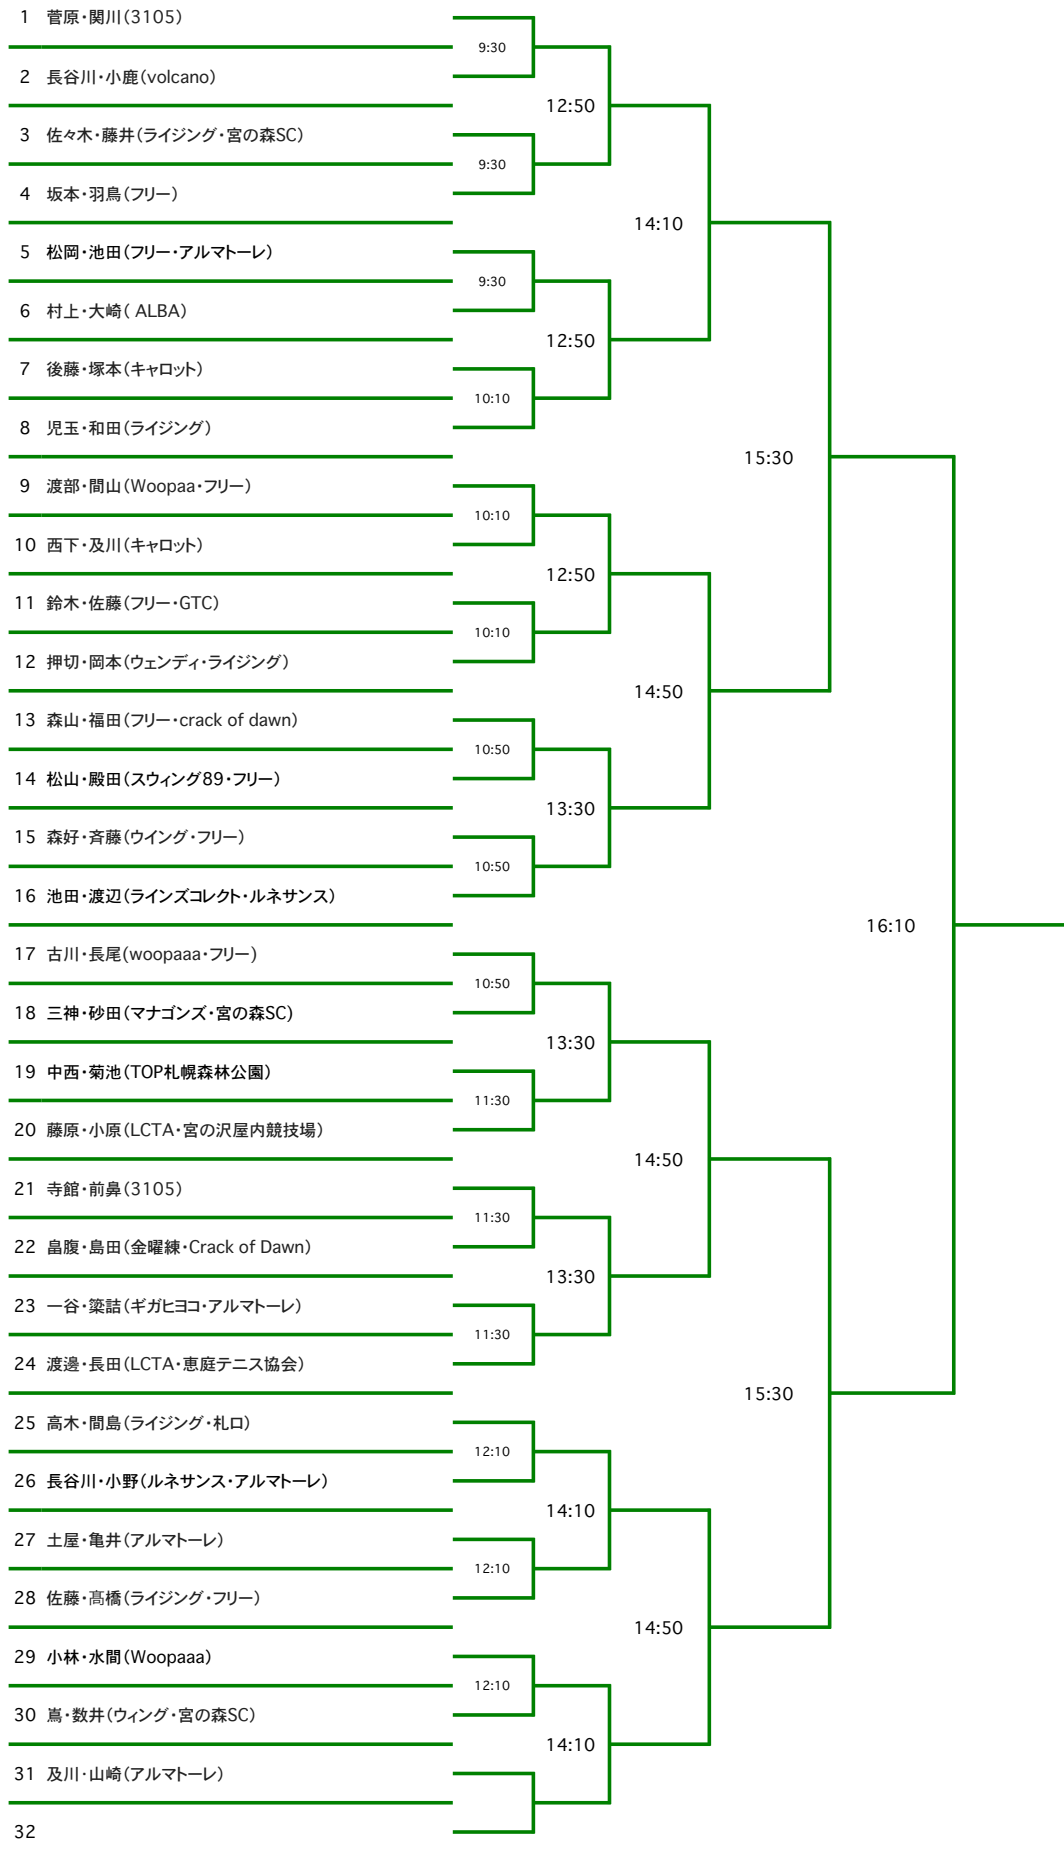 1 菅原・関川(3105)
9:30
2 長谷川・小鹿(volcano)
12:50
3 佐々木・藤井(ライジング・宮の森SC)
9:30
4 坂本・羽鳥(フリー)
14:10
5 松岡・池田(フリー・アルマトーレ)
9:30
6 村上・大崎( ALBA)
12:50
7 後藤・塚本(キャロット)
10:10
8 児玉・和田(ライジング)
15:30
9 渡部・間山(Woopaa・フリー)
10:10
10 西下・及川(キャロット)
12:50
11 鈴木・佐藤(フリー・GTC)
10:10
12 押切・岡本(ウェンディ・ライジング)
14:50
13 森山・福田(フリー・crack of dawn)
10:50
14 松山・殿田(スウィング89・フリー)
13:30
15 森好・斉藤(ウイング・フリー)
10:50
16 池田・渡辺(ラインズコレクト・ルネサンス)
16:10
17 古川・長尾(woopaaa・フリー)
10:50
18 三神・砂田(マナゴンズ・宮の森SC)
13:30
19 中西・菊池(TOP札幌森林公園)
11:30
20 藤原・小原(LCTA・宮の沢屋内競技場)
14:50
21 寺館・前鼻(3105)
11:30
22 畠腹・島田(金曜練・Crack of Dawn)
13:30
23 一谷・簗詰(ギガヒヨコ・アルマトーレ)
11:30
24 渡邊・長田(LCTA・恵庭テニス協会)
15:30
25 高木・間島(ライジング・札ロ)
12:10
26 長谷川・小野(ルネサンス・アルマトーレ)
14:10
27 土屋・亀井(アルマトーレ)
12:10
28 佐藤・髙橋(ライジング・フリー)
14:50
29 小林・水間(Woopaaa)
12:10
30 嶌・数井(ウィング・宮の森SC)
14:10
31 及川・山崎(アルマトーレ)
32